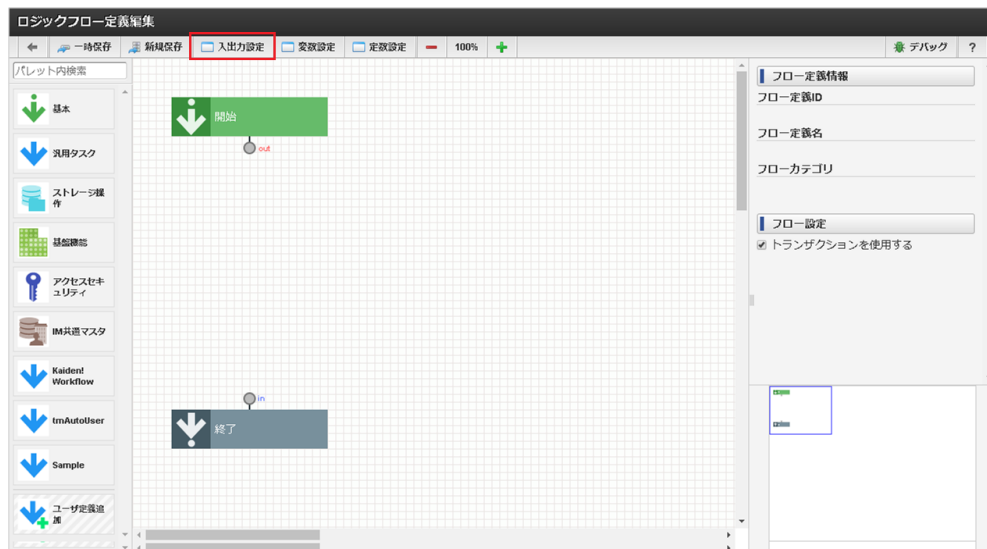 ロジックフロー定義編集
一時保存 新規保存 入出力設定 変数設定 定数設定 100% デバッグ ?
パレット内検索
基本
汎用タスク
ストレージ操
作
基盤機能
アクセスセキ
ュリティ
IM共通マスタ
Kaiden!
Workflow
tmAutoUser
Sample
ユーザ定義追
加
開始
out
in
終了
フロー定義情報
フロー定義ID
フロー定義名
フローカテゴリ
フロー設定
トランザクションを使用する